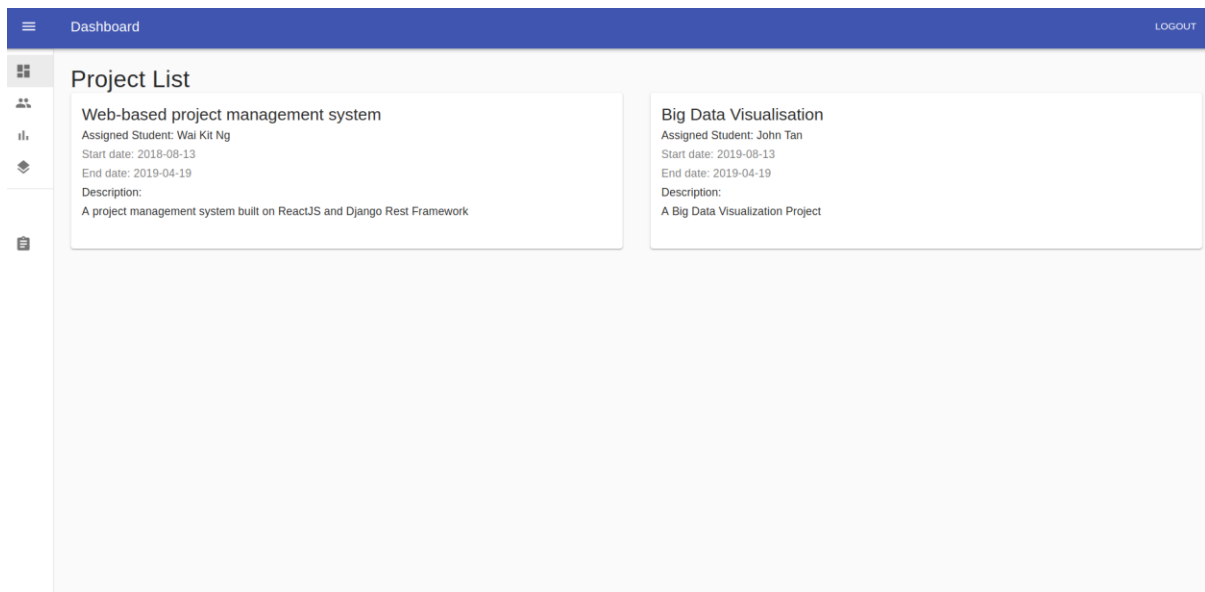 Dashboard
LOGOUT
Project List
Web-based project management system
Assigned Student: Wai Kit Ng
Start date: 2018-08-13
End date: 2019-04-19
Description:
A project management system built on ReactJS and Django Rest Framework
Big Data Visualisation
Assigned Student: John Tan
Start date: 2019-08-13
End date: 2019-04-19
Description:
A Big Data Visualization Project